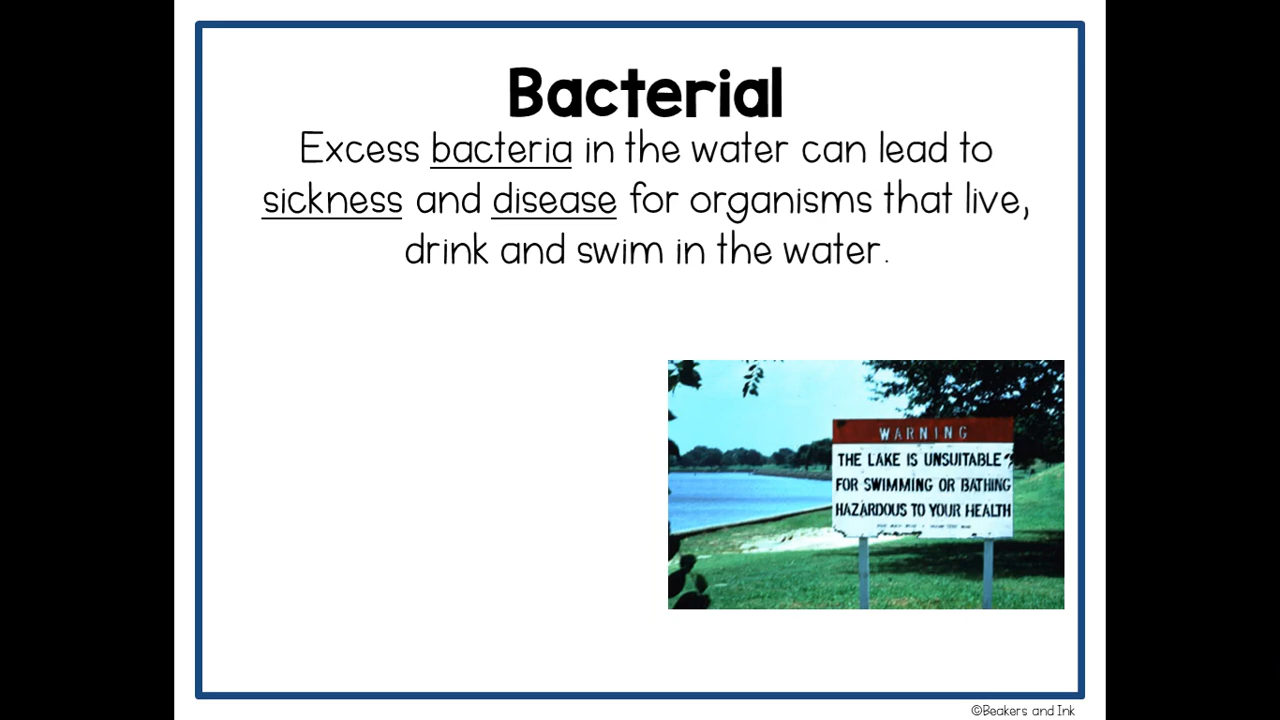 Bacterial
Excess bacteria in the water can lead to
sickness and disease for organisms that live,
drink and swim in the water.
WARNING
THE LAKE IS UNSUITABLE
FOR SWIMMING OR BATHING
HAZARDOUS TO YOUR HEALTH
©Beakers and Ink